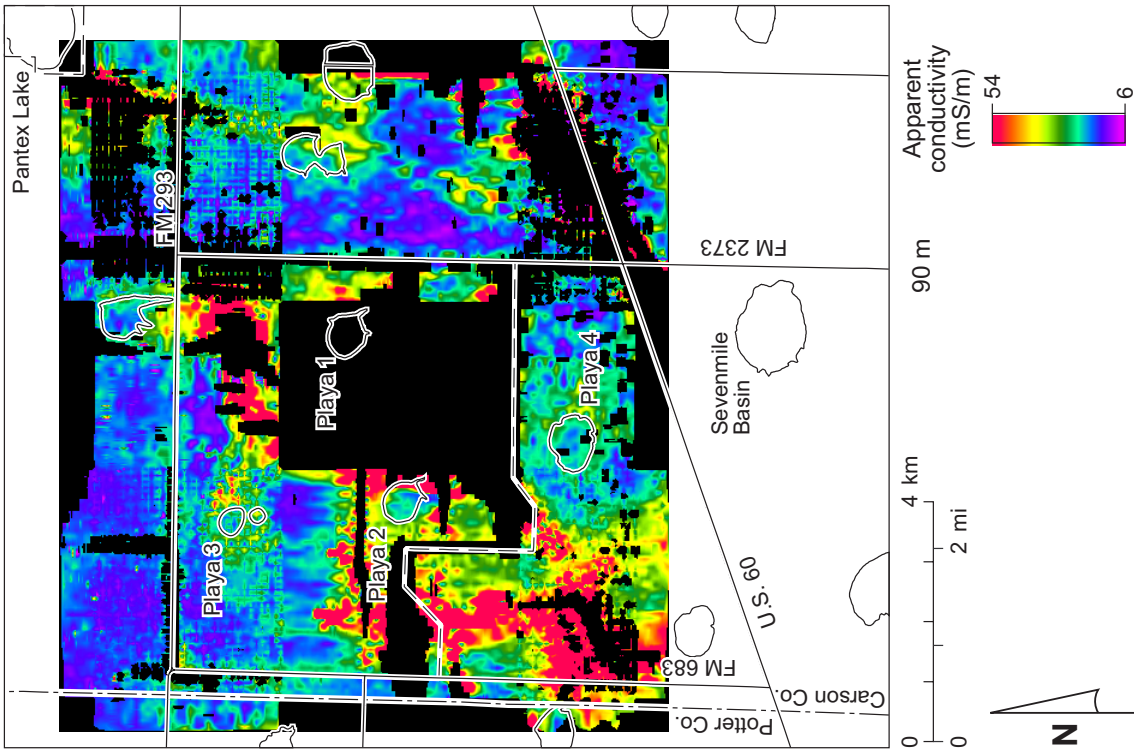 Pantex Lake
FM 293
FM 2373
Playa 1
Playa 2
Playa 3
Playa 4
Sevenmile
Basin
U.S. 60
FM 683
Carson Co.
Potter Co.
Apparent
conductivity
(mS/m)
54
6
90 m
0 4 km
0 2 mi
N